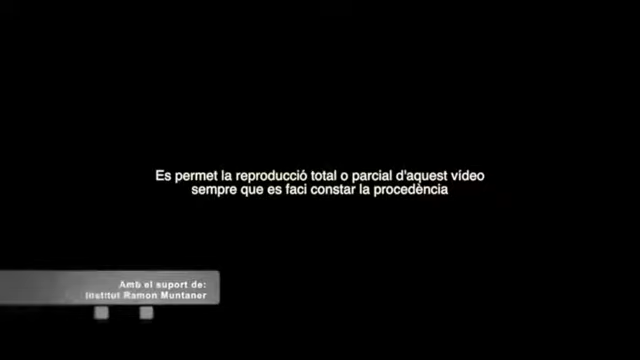 Es permet la reproducció total o parcial d'aquest vídeo
sempre que es faci constar la procedència
Amb el suport de:
Institut Ramon Muntaner